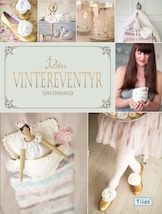 Tildas
VINTEREVENTYR
TONE FINNANGER
Tilda